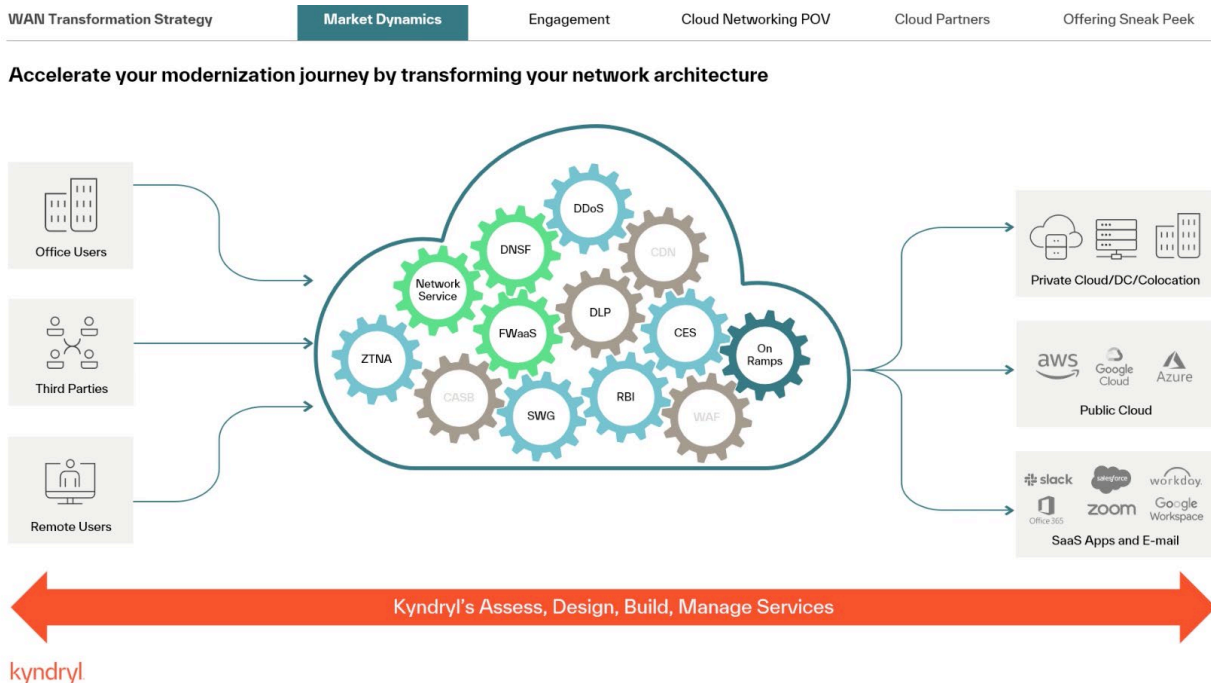 WAN Transformation Strategy
Market Dynamics
Engagement
Cloud Networking POV
Cloud Partners
Offering Sneak Peek
Accelerate your modernization journey by transforming your network architecture
Office Users
Third Parties
Remote Users
DDoS
DNSF
CDN
Network
Service
DLP
FWaaS
CES
ZTNA
On
Ramps
CASB
SWG
RBI
WAF
Private Cloud/DC/Colocation
aws
Google
Cloud
Azure
Public Cloud
slack
salesforce
workday.
Office 365
zoom
Google
Workspace
SaaS Apps and E-mail
Kyndryl's Assess, Design, Build, Manage Services
kyndryl